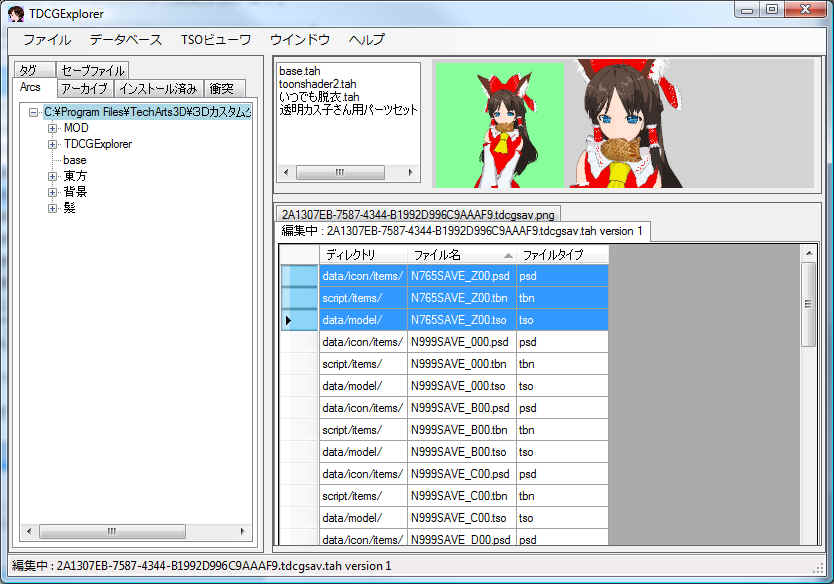 TDCGExplorer
ファイル データベース TSOビューワ ウインドウ ヘルプ
タグ セーブファイル
Arcs アーカイブ インストール済み 衝突
C:¥Program Files¥TechArts3D¥3Dカスタム
MOD
TDCGExplorer
base
東方
背景
髪
base.tah
toonshader2.tah
いつでも脱衣.tah
透明カス子さん用パーツセット
2A1307EB-7587-4344-B1992D996C9AAAF9.tdcgsav.png
編集中 : 2A1307EB-7587-4344-B1992D996C9AAAF9.tdcgsav.tah version 1
ディレクトリ ファイル名 ファイルタイプ
data/icon/items/ N765SAVE_Z00.psd psd
script/items/ N765SAVE_Z00.tbn tbn
data/model/ N765SAVE_Z00.tso tso
data/icon/items/ N999SAVE_000.psd psd
script/items/ N999SAVE_000.tbn tbn
data/model/ N999SAVE_000.tso tso
data/icon/items/ N999SAVE_B00.psd psd
script/items/ N999SAVE_B00.tbn tbn
data/model/ N999SAVE_B00.tso tso
data/icon/items/ N999SAVE_C00.psd psd
script/items/ N999SAVE_C00.tbn tbn
data/model/ N999SAVE_C00.tso tso
data/icon/items/ N999SAVE_D00.psd psd
編集中 : 2A1307EB-7587-4344-B1992D996C9AAAF9.tdcgsav.tah version 1